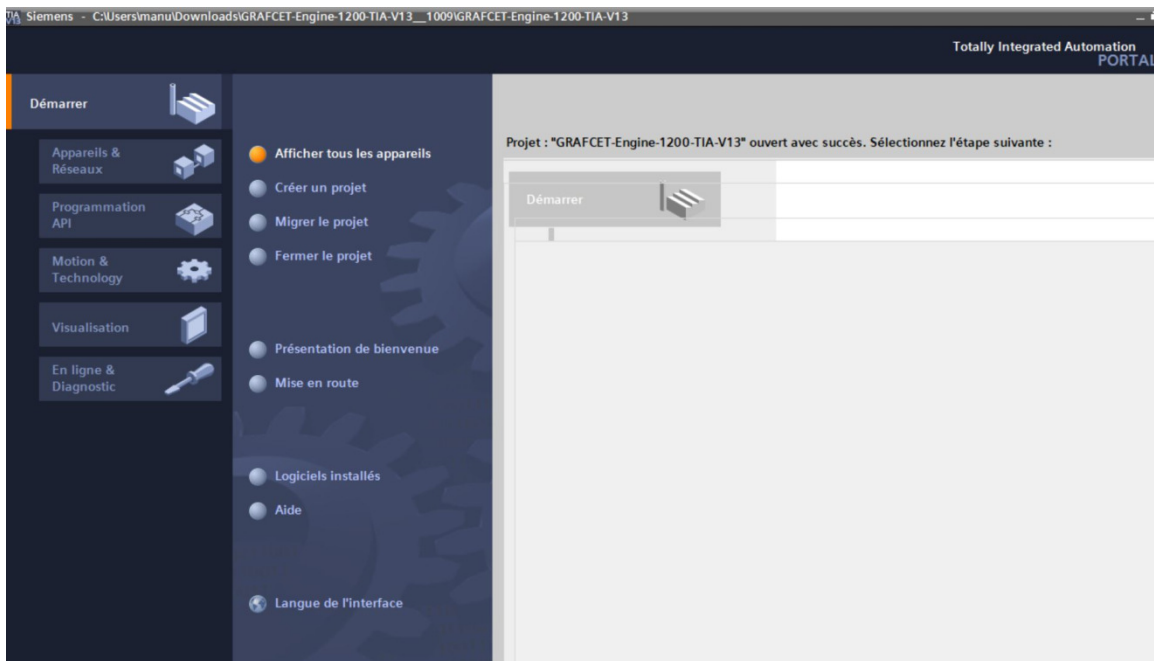 Siemens - C:\Users\manu\Downloads\GRAFCET-Engine-1200-TIA-V13__1009\GRAFCET-Engine-1200-TIA-V13
Totally Integrated Automation
PORTAL
Démarrer
Appareils &
Réseaux
Programmation
API
Motion &
Technology
Visualisation
En ligne &
Diagnostic
Afficher tous les appareils
Créer un projet
Migrer le projet
Fermer le projet
Présentation de bienvenue
Mise en route
Logiciels installés
Aide
Langue de l'interface
Projet : "GRAFCET-Engine-1200-TIA-V13" ouvert avec succès. Sélectionnez l'étape suivante :
Démarrer